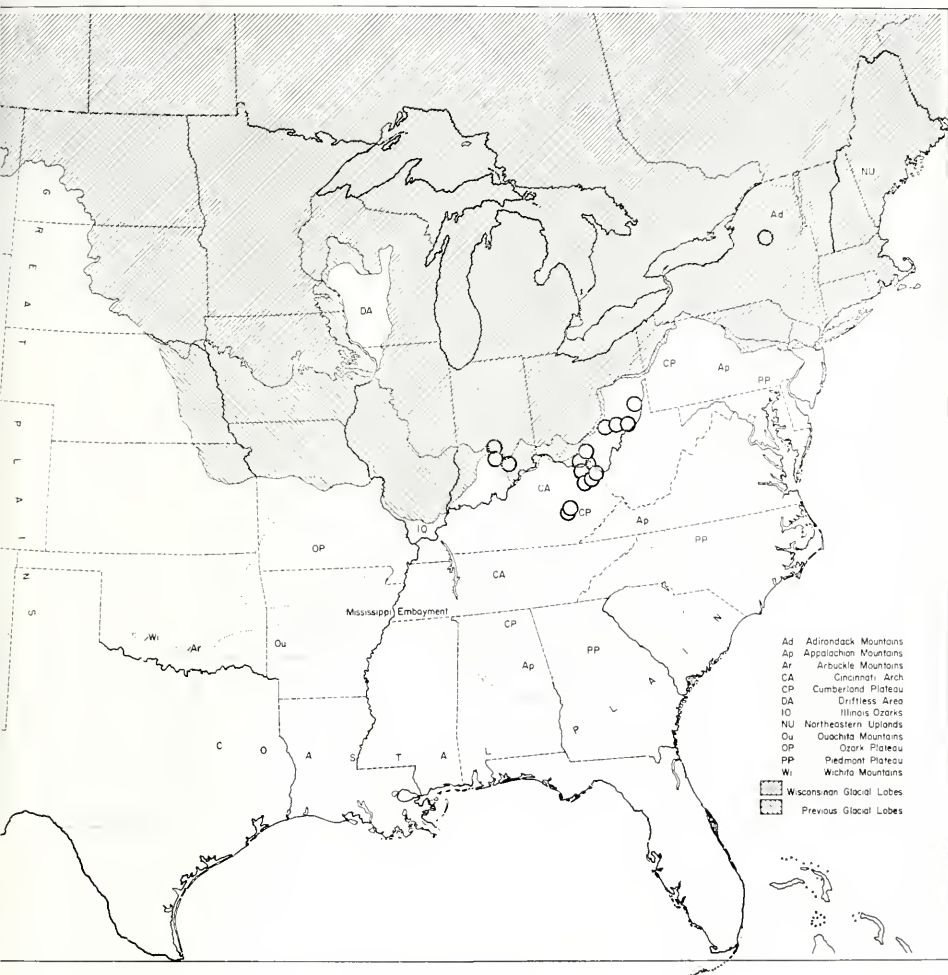 NU
Ad
G R E A T
DA
CP
Ap
PP
P L A I N S
CA
CP
IO
Ap
OP
PP
CA
Mississippi Embayment
CP
Wi
Ar
Ou
PP
Ap
C O A S T A L P L A I N
Ad Adirondack Mountains
Ap Appalachian Mountains
Ar Arbuckle Mountains
CA Cincinnati Arch
CP Cumberland Plateau
DA Driftless Area
IO Illinois Ozarks
NU Northeastern Uplands
Ou Ouachita Mountains
OP Ozark Plateau
PP Piedmont Plateau
Wi Wichita Mountains
Wisconsinan Glacial Lobes
Previous Glacial Lobes